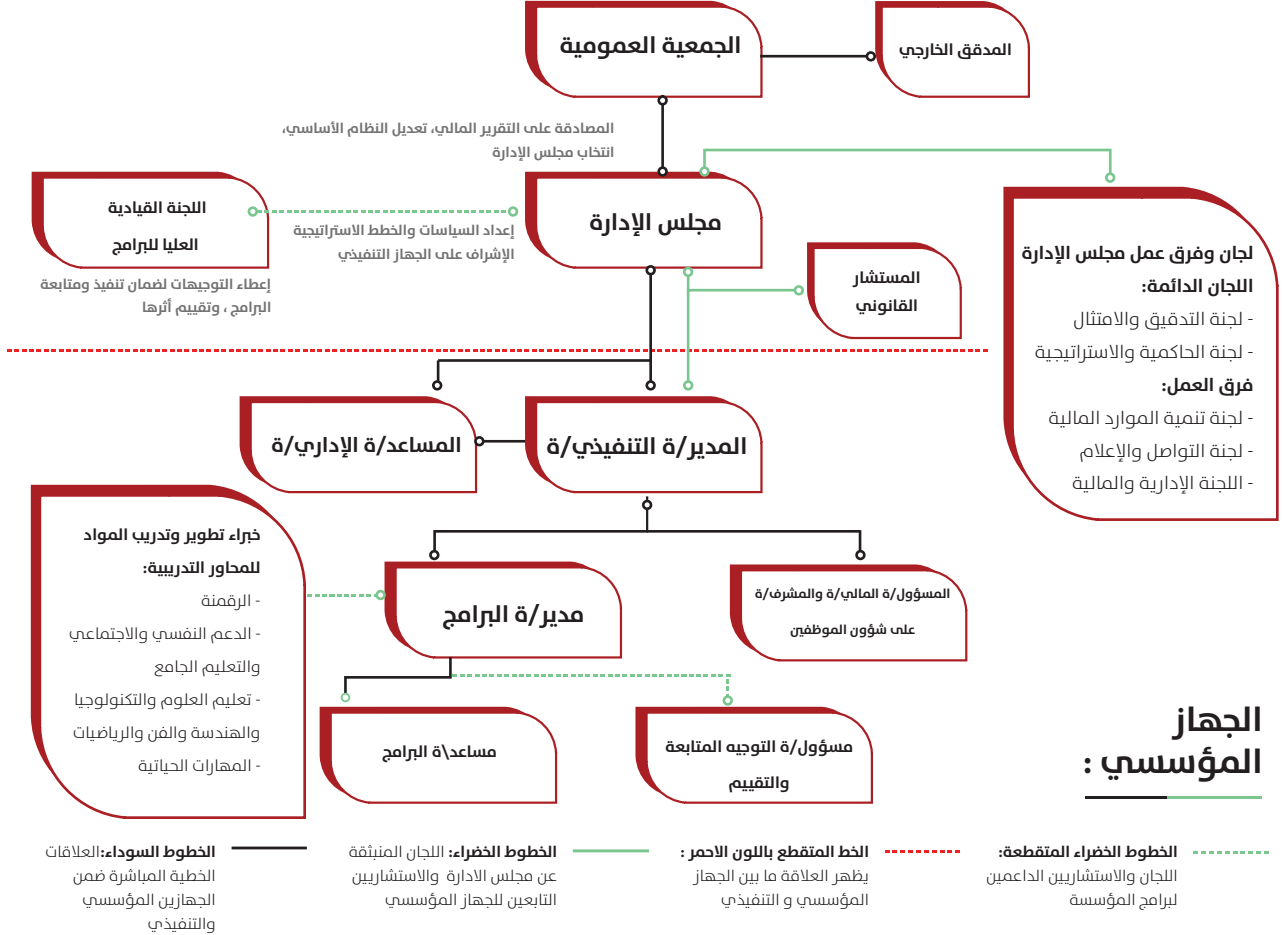 الجمعية العمومية
المدقق الخارجي
المصادقة على التقرير المالي، تعديل النظام الأساسي،
انتخاب مجلس الإدارة
مجلس الإدارة
اللجنة القيادية
العليا للبرامج
إعداد السياسات والخطط الاستراتيجية
الإشراف على الجهاز التنفيذي
إعطاء التوجيهات لضمان تنفيذ ومتابعة
البرامج ، وتقييم أثرها
المستشار
القانوني
لجان وفرق عمل مجلس الإدارة
اللجان الدائمة:
- لجنة التدقيق والامتثال
- لجنة الحاكمية والاستراتيجية
فرق العمل:
- لجنة تنمية الموارد المالية
- لجنة التواصل والإعلام
- اللجنة الإدارية والمالية
المدير/ة التنفيذي/ة
المساعد/ة الإداري/ة
خبراء تطوير وتدريب المواد
للمحاور التدريبية:
- الرقمنة
- الدعم النفسي والاجتماعي
والتعليم الجامع
- تعليم العلوم والتكنولوجيا
والهندسة والفن والرياضيات
- المهارات الحياتية
مدير/ة البرامج
المسؤول/ة المالي/ة والمشرف/ة
على شؤون الموظفين
مساعد\ة البرامج
مسؤول/ة التوجيه المتابعة
والتقييم
الجهاز
المؤسسي :
الخطوط الخضراء المتقطعة:
اللجان والاستشاريين الداعمين
لبرامج المؤسسة
الخط المتقطع باللون الاحمر :
يظهر العلاقة ما بين الجهاز
المؤسسي و التنفيذي
الخطوط الخضراء: اللجان المنبثقة
عن مجلس الادارة والاستشاريين
التابعين للجهاز المؤسسي
الخطوط السوداء:العلاقات
الخطية المباشرة ضمن
الجهازين المؤسسي
والتنفيذي